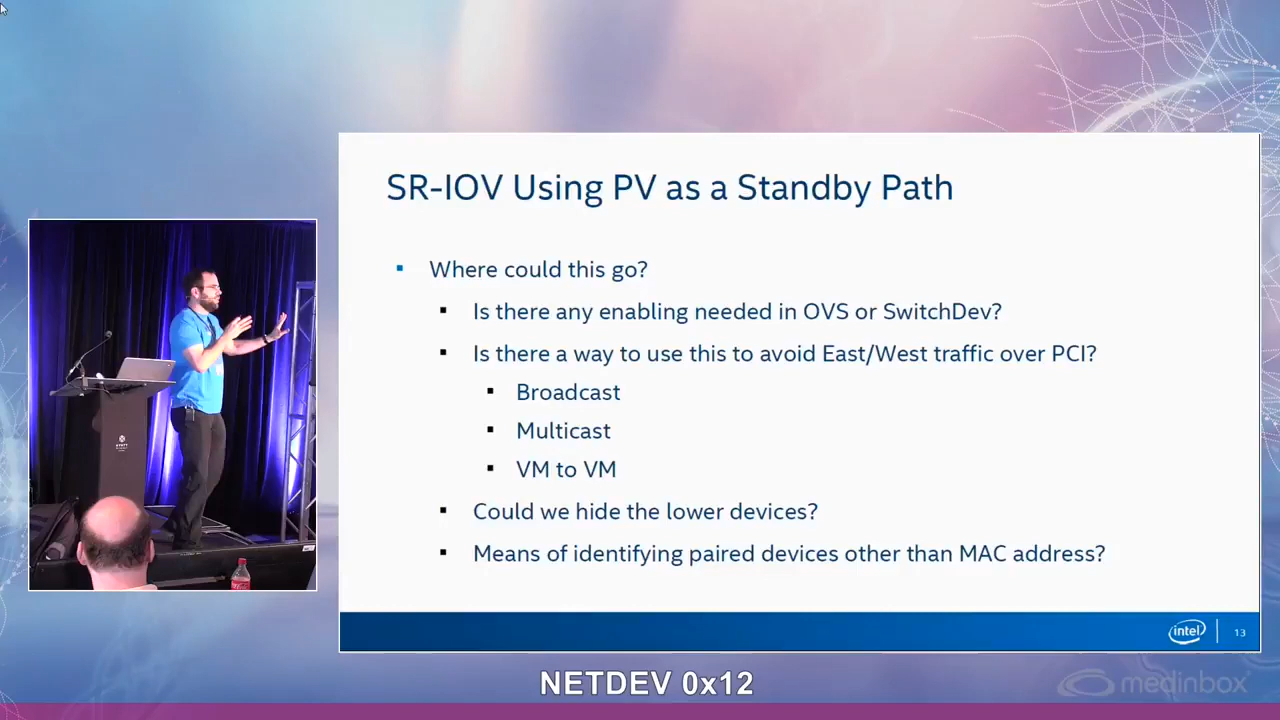 SR-IOV Using PV as a Standby Path
Where could this go?
Is there any enabling needed in OVS or SwitchDev?
Is there a way to use this to avoid East/West traffic over PCI?
Broadcast
Multicast
VM to VM
Could we hide the lower devices?
Means of identifying paired devices other than MAC address?
intel
13
NETDEV 0x12
medinbox